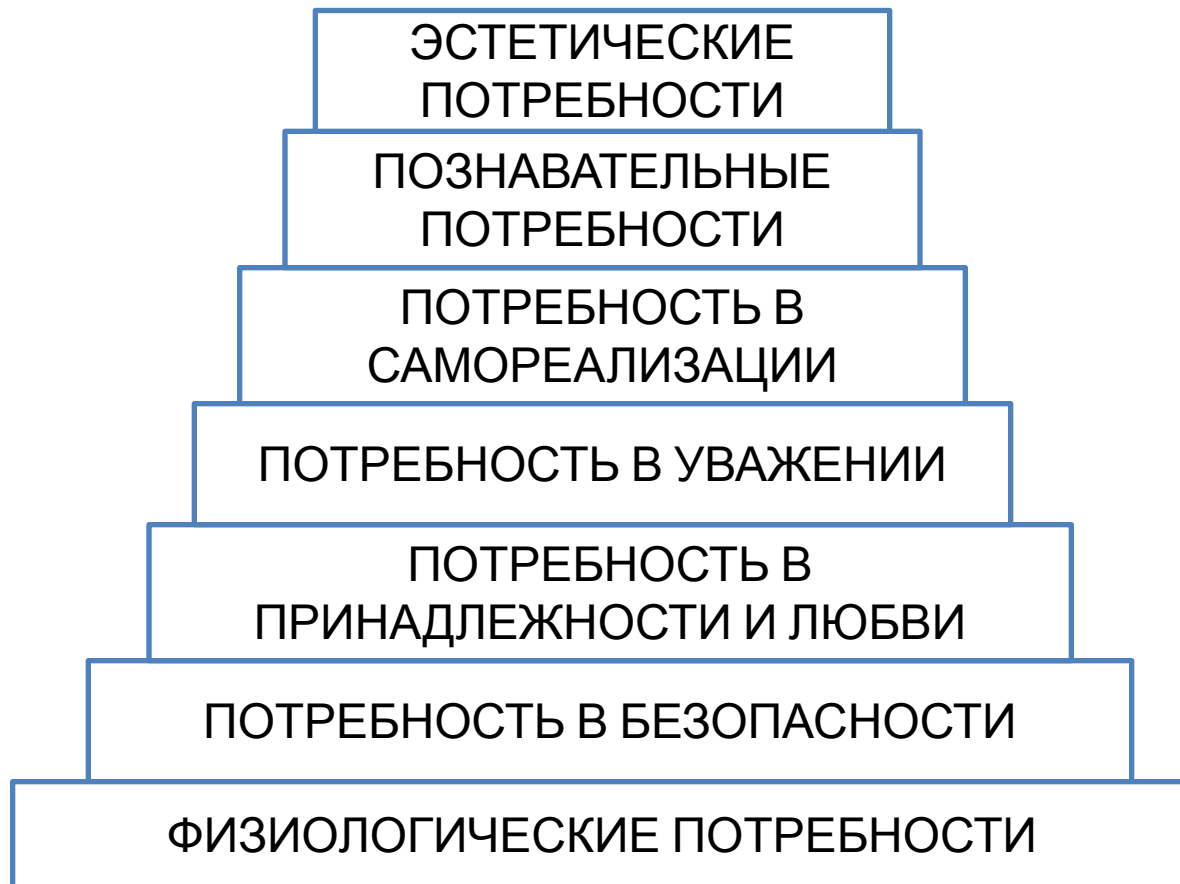 ЭСТЕТИЧЕСКИЕ
ПОТРЕБНОСТИ
ПОЗНАВАТЕЛЬНЫЕ
ПОТРЕБНОСТИ
ПОТРЕБНОСТЬ В
САМОРЕАЛИЗАЦИИ
ПОТРЕБНОСТЬ В УВАЖЕНИИ
ПОТРЕБНОСТЬ В
ПРИНАДЛЕЖНОСТИ И ЛЮБВИ
ПОТРЕБНОСТЬ В БЕЗОПАСНОСТИ
ФИЗИОЛОГИЧЕСКИЕ ПОТРЕБНОСТИ